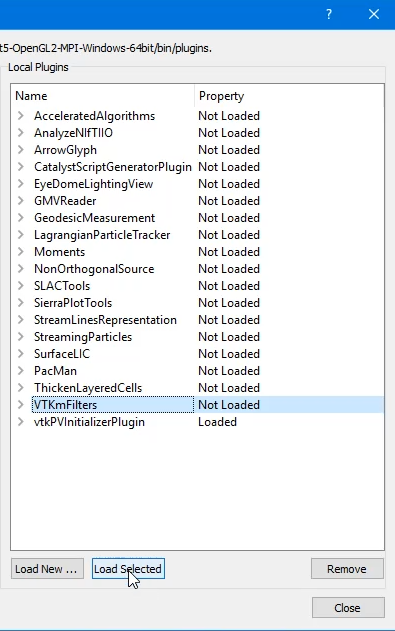 ?
t5-OpenGL2-MPI-Windows-64bit/bin/plugins.
Local Plugins
Name Property
AcceleratedAlgorithms Not Loaded
AnalyzeNIfTIIO Not Loaded
ArrowGlyph Not Loaded
CatalystScriptGeneratorPlugin Not Loaded
EyeDomeLightingView Not Loaded
GMVReader Not Loaded
GeodesicMeasurement Not Loaded
LagrangianParticleTracker Not Loaded
Moments Not Loaded
NonOrthogonalSource Not Loaded
SLACTools Not Loaded
SierraPlotTools Not Loaded
StreamLinesRepresentation Not Loaded
StreamingParticles Not Loaded
SurfaceLIC Not Loaded
PacMan Not Loaded
ThickenLayeredCells Not Loaded
VTKmFilters Not Loaded
vtkPVInitializerPlugin Loaded
Load New ... Load Selected Remove
Close